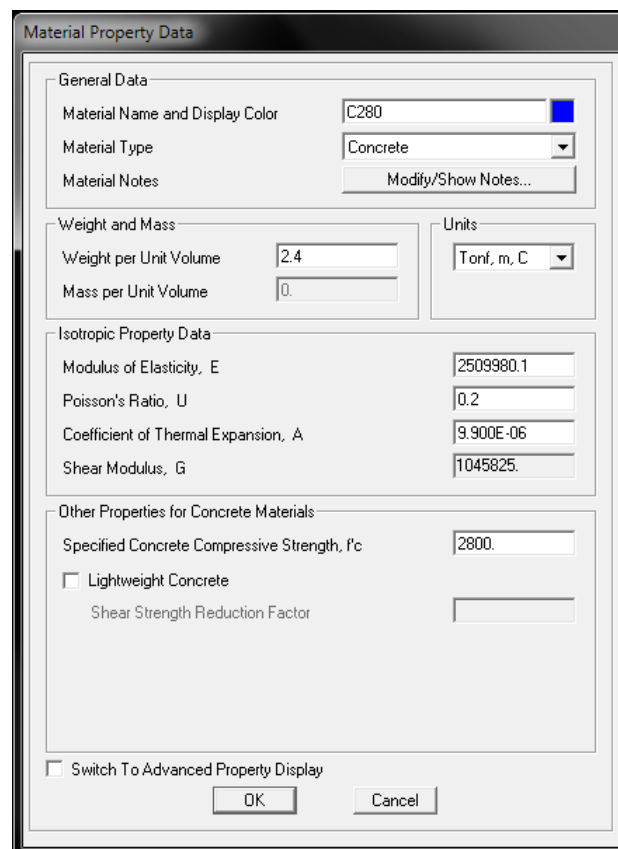 Material Property Data
General Data
Material Name and Display Color C280
Material Type Concrete
Material Notes Modify/Show Notes...
Weight and Mass Units
Weight per Unit Volume 2.4 Tonf, m, C
Mass per Unit Volume 0.
Isotropic Property Data
Modulus of Elasticity, E 2509980.1
Poisson's Ratio, U 0.2
Coefficient of Thermal Expansion, A 9.900E-06
Shear Modulus, G 1045825.
Other Properties for Concrete Materials
Specified Concrete Compressive Strength, f'c 2800.
Lightweight Concrete
Shear Strength Reduction Factor
Switch To Advanced Property Display
OK Cancel